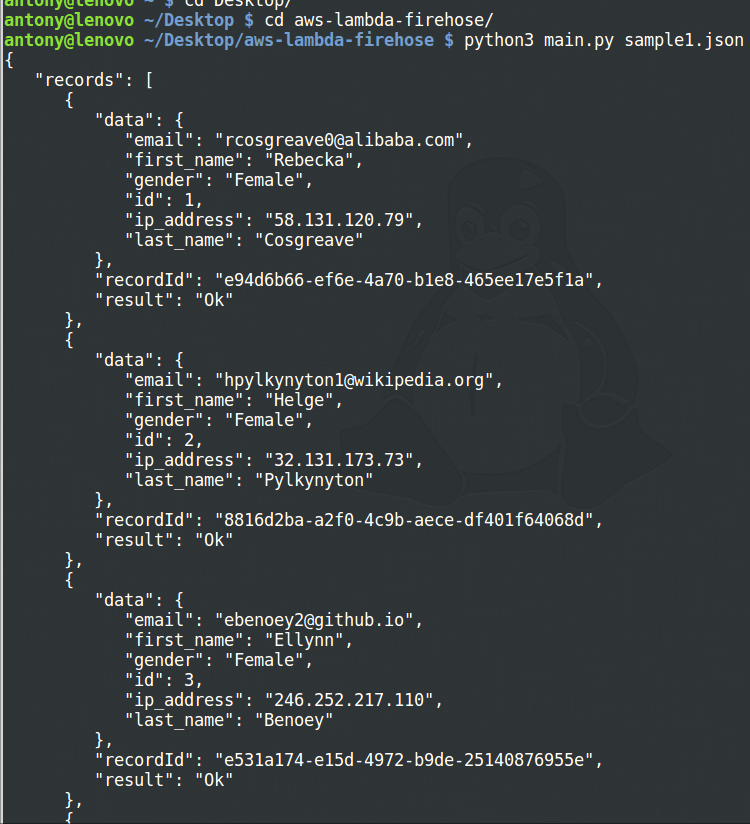 antony@lenovo ~ $ cd Desktop/
antony@lenovo ~/Desktop $ cd aws-lambda-firehose/
antony@lenovo ~/Desktop/aws-lambda-firehose $ python3 main.py sample1.json
{
   "records": [
      {
         "data": {
            "email": "rcosgreave0@alibaba.com",
            "first_name": "Rebecka",
            "gender": "Female",
            "id": 1,
            "ip_address": "58.131.120.79",
            "last_name": "Cosgreave"
         },
         "recordId": "e94d6b66-ef6e-4a70-b1e8-465ee17e5f1a",
         "result": "Ok"
      },
      {
         "data": {
            "email": "hpylkynyton1@wikipedia.org",
            "first_name": "Helge",
            "gender": "Female",
            "id": 2,
            "ip_address": "32.131.173.73",
            "last_name": "Pylkynyton"
         },
         "recordId": "8816d2ba-a2f0-4c9b-aece-df401f64068d",
         "result": "Ok"
      },
      {
         "data": {
            "email": "ebenoey2@github.io",
            "first_name": "Ellynn",
            "gender": "Female",
            "id": 3,
            "ip_address": "246.252.217.110",
            "last_name": "Benoey"
         },
         "recordId": "e531a174-e15d-4972-b9de-25140876955e",
         "result": "Ok"
      },
      {